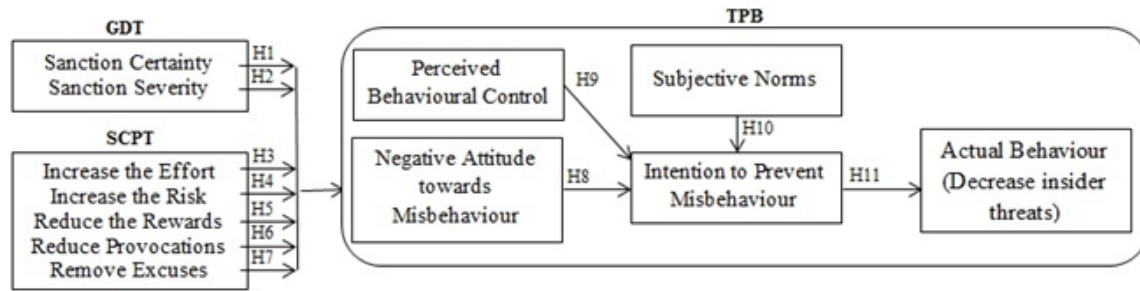 GDT
Sanction Certainty
Sanction Severity
H1
H2
SCPT
Increase the Effort
Increase the Risk
Reduce the Rewards
Reduce Provocations
Remove Excuses
H3
H4
H5
H6
H7
TPB
Perceived
Behavioural Control
H9
Subjective Norms
H10
Negative Attitude
towards
Misbehaviour
H8
Intention to Prevent
Misbehaviour
H11
Actual Behaviour
(Decrease insider
threats)